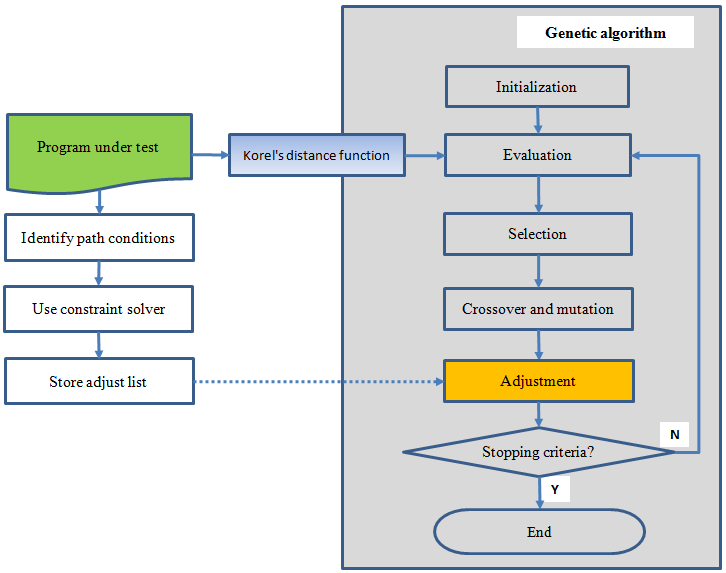 Genetic algorithm
Initialization
Program under test
Korel's distance function
Evaluation
Identify path conditions
Selection
Use constraint solver
Crossover and mutation
Store adjust list
Adjustment
Stopping criteria?
N
Y
End